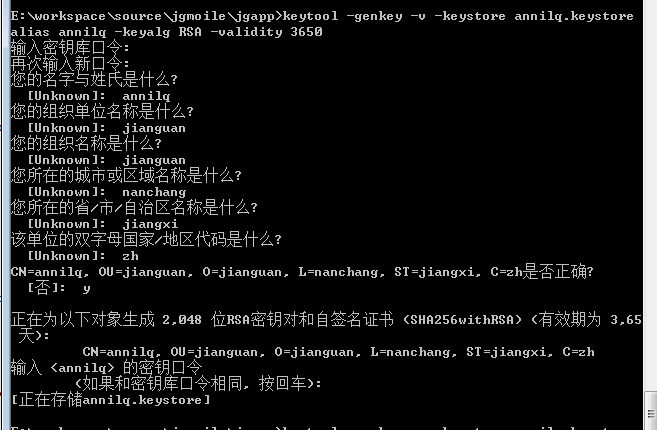 E:\workspace\source\jgmoile\jgapp>keytool -genkey -v -keystore annilq.keystore
alias annilq -keyalg RSA -validity 3650
输入密钥库口令:
再次输入新口令:
您的名字与姓氏是什么?
[Unknown]:  annilq
您的组织单位名称是什么?
[Unknown]:  jianguan
您的组织名称是什么?
[Unknown]:  jianguan
您所在的城市或区域名称是什么?
[Unknown]:  nanchang
您所在的省/市/自治区名称是什么?
[Unknown]:  jiangxi
该单位的双字母国家/地区代码是什么?
[Unknown]:  zh
CN=annilq, OU=jianguan, O=jianguan, L=nanchang, ST=jiangxi, C=zh是否正确?
[否]:  y
正在为以下对象生成 2,048 位RSA密钥对和自签名证书 (SHA256withRSA) (有效期为 3,65
天):
CN=annilq, OU=jianguan, O=jianguan, L=nanchang, ST=jiangxi, C=zh
输入 <annilq> 的密钥口令
(如果和密钥库口令相同, 按回车):
[正在存储annilq.keystore]